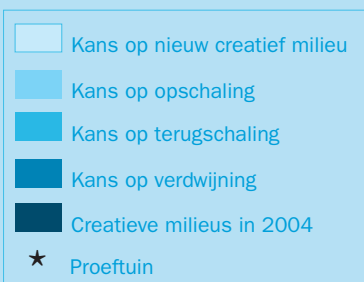 Kans op nieuw creatief milieu
Kans op opschaling
Kans op terugschaling
Kans op verdwijning
Creatieve milieus in 2004
Proeftuin